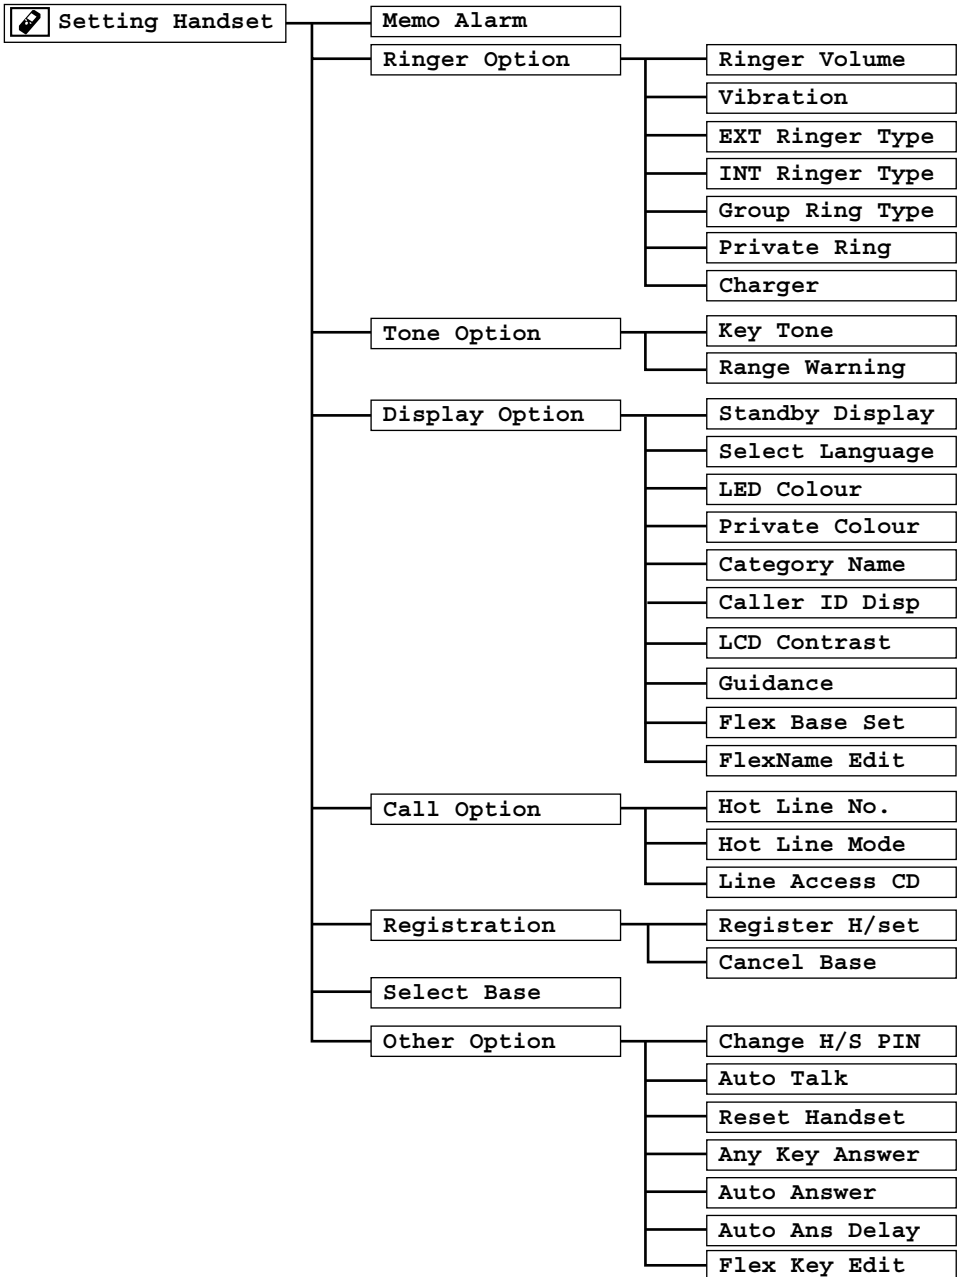 Setting Handset
Memo Alarm
Ringer Option
Ringer Volume
Vibration
EXT Ringer Type
INT Ringer Type
Group Ring Type
Private Ring
Charger
Tone Option
Key Tone
Range Warning
Display Option
Standby Display
Select Language
LED Colour
Private Colour
Category Name
Caller ID Disp
LCD Contrast
Guidance
Flex Base Set
FlexName Edit
Call Option
Hot Line No.
Hot Line Mode
Line Access CD
Registration
Register H/set
Cancel Base
Select Base
Other Option
Change H/S PIN
Auto Talk
Reset Handset
Any Key Answer
Auto Answer
Auto Ans Delay
Flex Key Edit